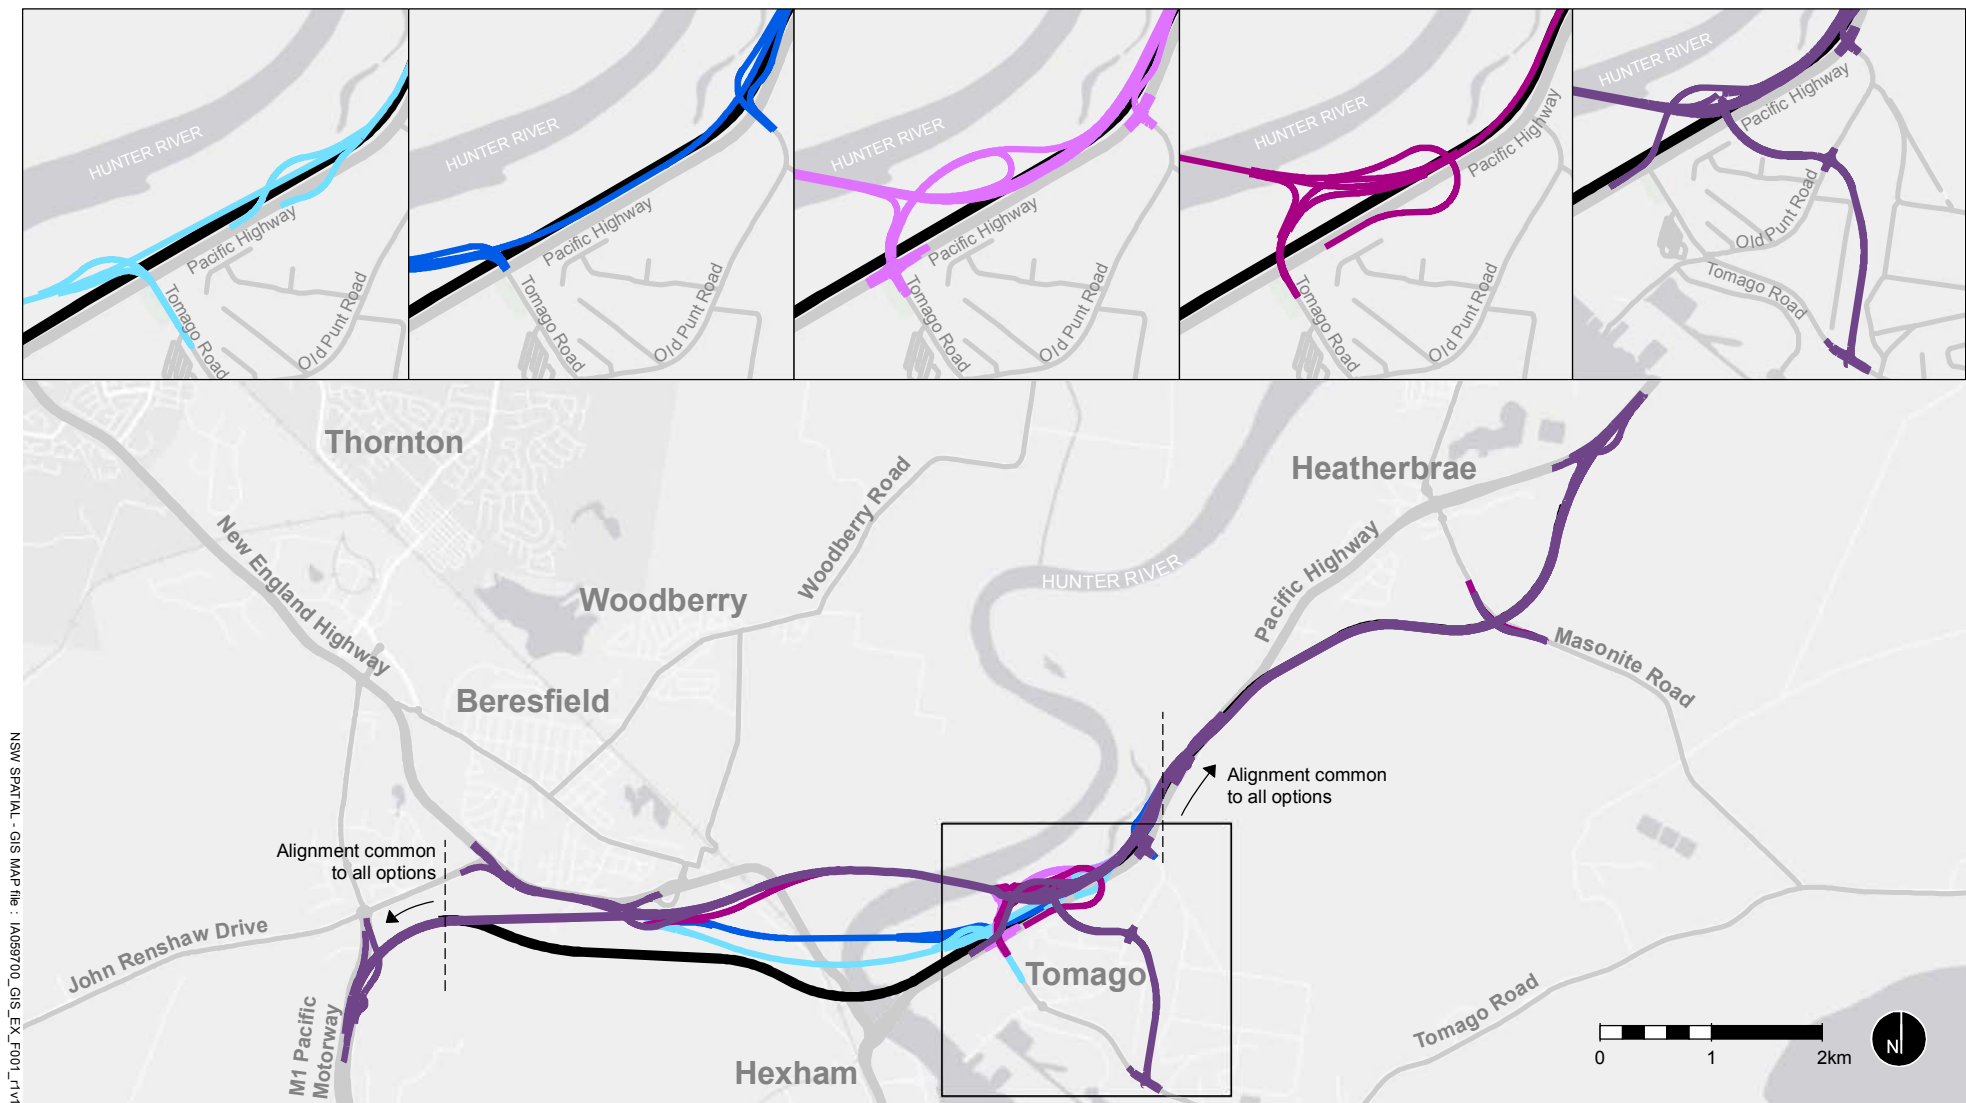 HUNTER RIVER
Pacific Highway
Tomago Road
Old Punt Road
HUNTER RIVER
Pacific Highway
Tomago Road
Old Punt Road
HUNTER RIVER
Pacific Highway
Tomago Road
Old Punt Road
HUNTER RIVER
Pacific Highway
Tomago Road
Old Punt Road
HUNTER RIVER
Pacific Highway
Old Punt Road
Tomago Road
Thornton
Heatherbrae
New England Highway
Woodberry Road
Woodberry
HUNTER RIVER
Pacific Highway
Masonite Road
Beresfield
Alignment common
to all options
Alignment common
to all options
John Renshaw Drive
M1 Pacific
Motorway
Tomago
Hexham
Tomago Road
0
1
2km
N
NSW SPATIAL - GIS MAP file : IA059700_GIS_EX_F001_r1v1